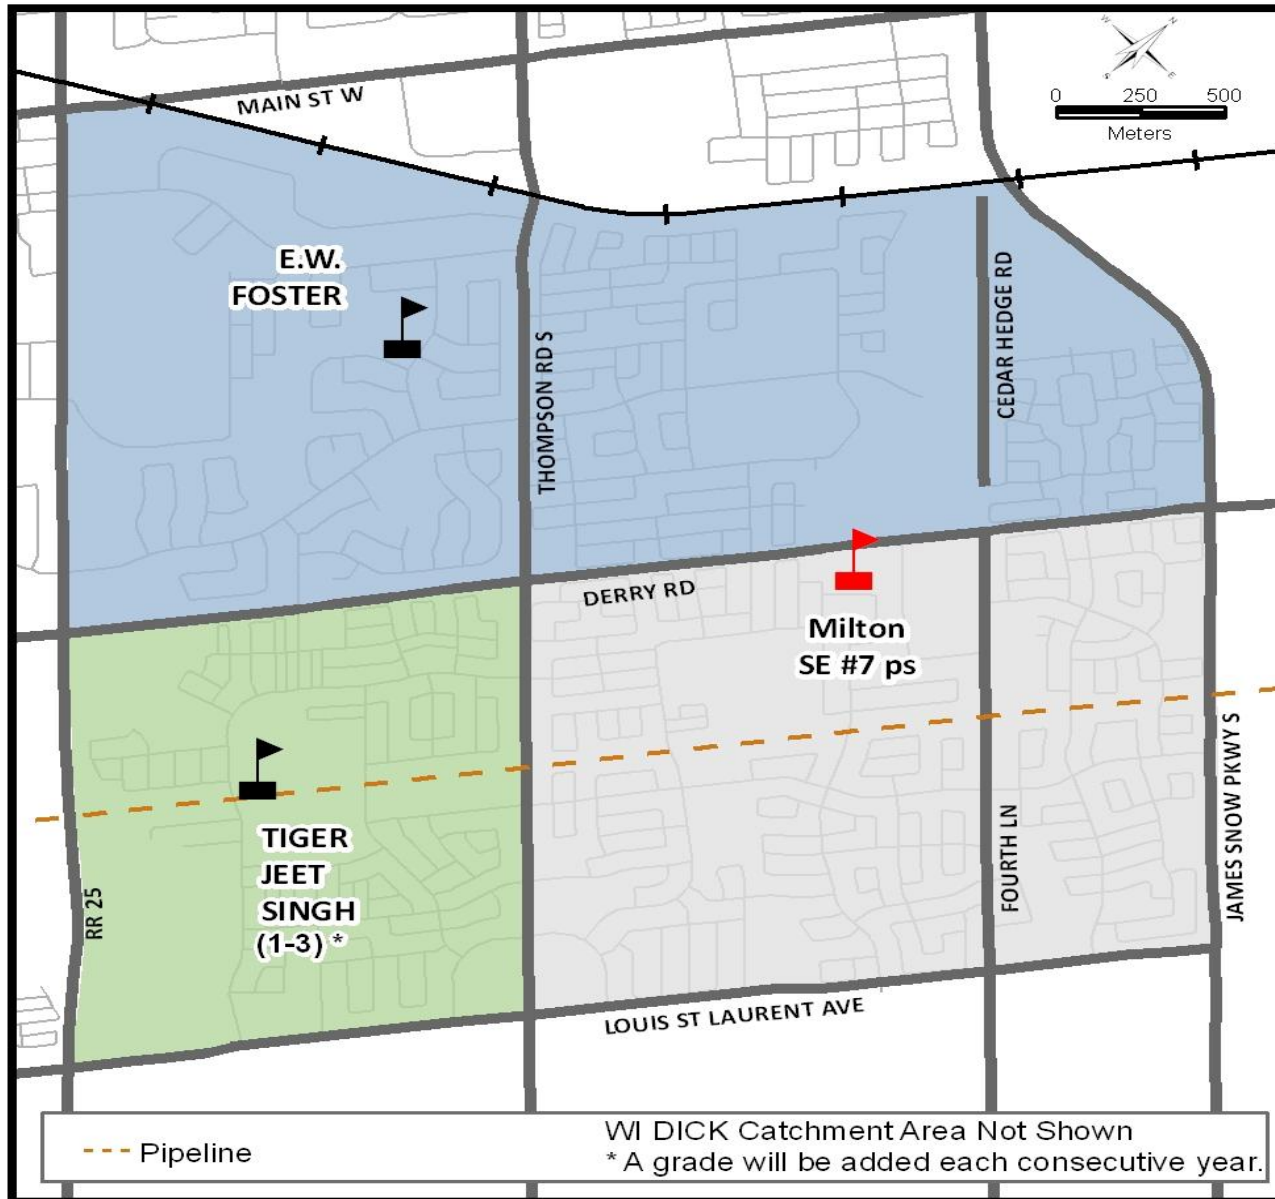 MAIN ST W
W
N
S
E
0 250 500
Meters
E.W.
FOSTER
THOMPSON RD S
CEDAR HEDGE RD
DERRY RD
Milton
SE #7 ps
TIGER
JEET
SINGH
(1-3) *
RR 25
FOURTH LN
JAMES SNOW PKWY S
LOUIS ST LAURENT AVE
Pipeline
WI DICK Catchment Area Not Shown
* A grade will be added each consecutive year.